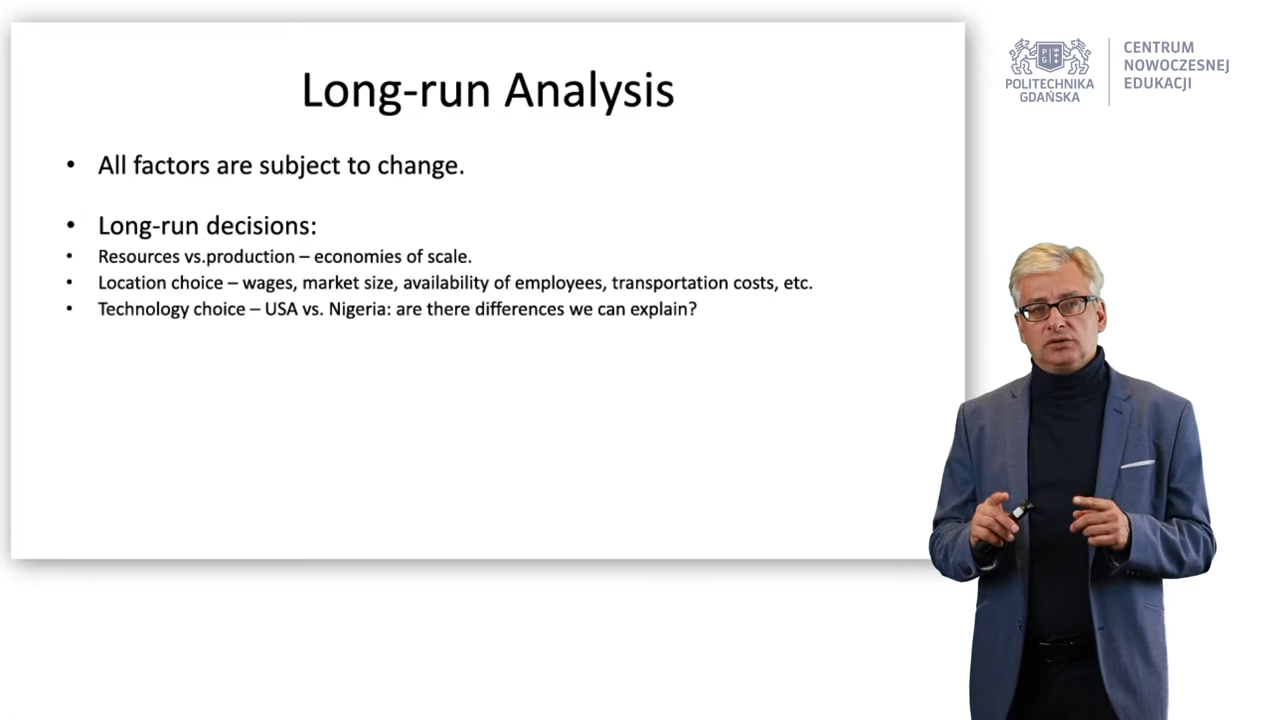 Long-run Analysis
• All factors are subject to change.
• Long-run decisions:
• Resources vs.production – economies of scale.
• Location choice – wages, market size, availability of employees, transportation costs, etc.
• Technology choice – USA vs. Nigeria: are there differences we can explain?
POLITECHNIKA
GDAŃSKA
CENTRUM
NOWOCZESNEJ
EDUKACJI